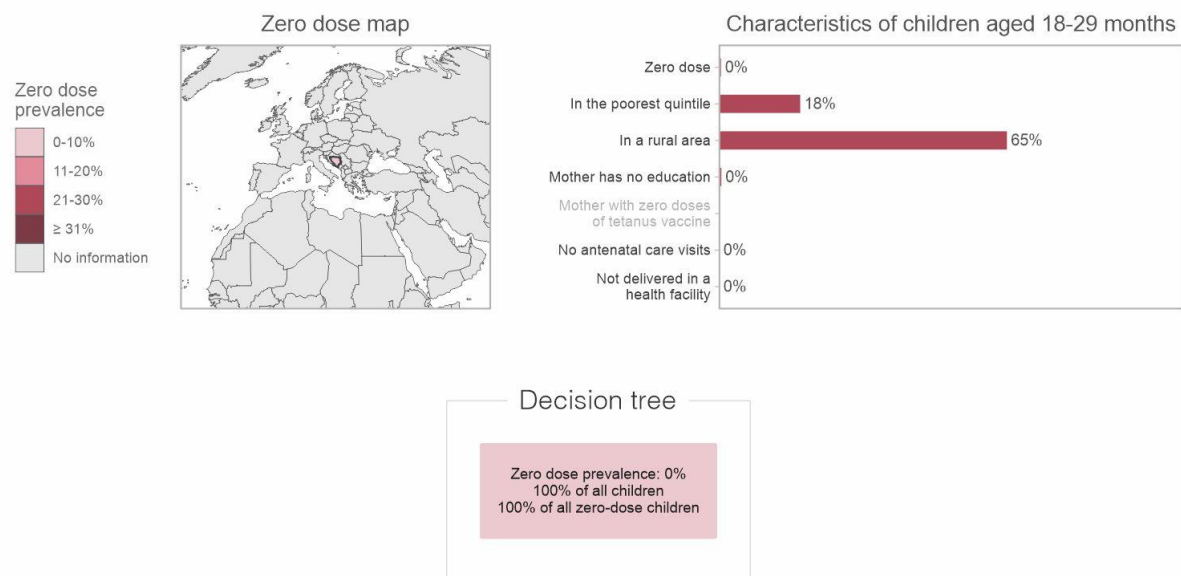 Zero dose map
Zero dose
prevalence
0-10%
11-20%
21-30%
≥ 31%
No information
Characteristics of children aged 18-29 months
Zero dose
0%
In the poorest quintile
18%
In a rural area
65%
Mother has no education
0%
Mother with zero doses
of tetanus vaccine
No antenatal care visits
0%
Not delivered in a
health facility
0%
Decision tree
Zero dose prevalence: 0%
100% of all children
100% of all zero-dose children